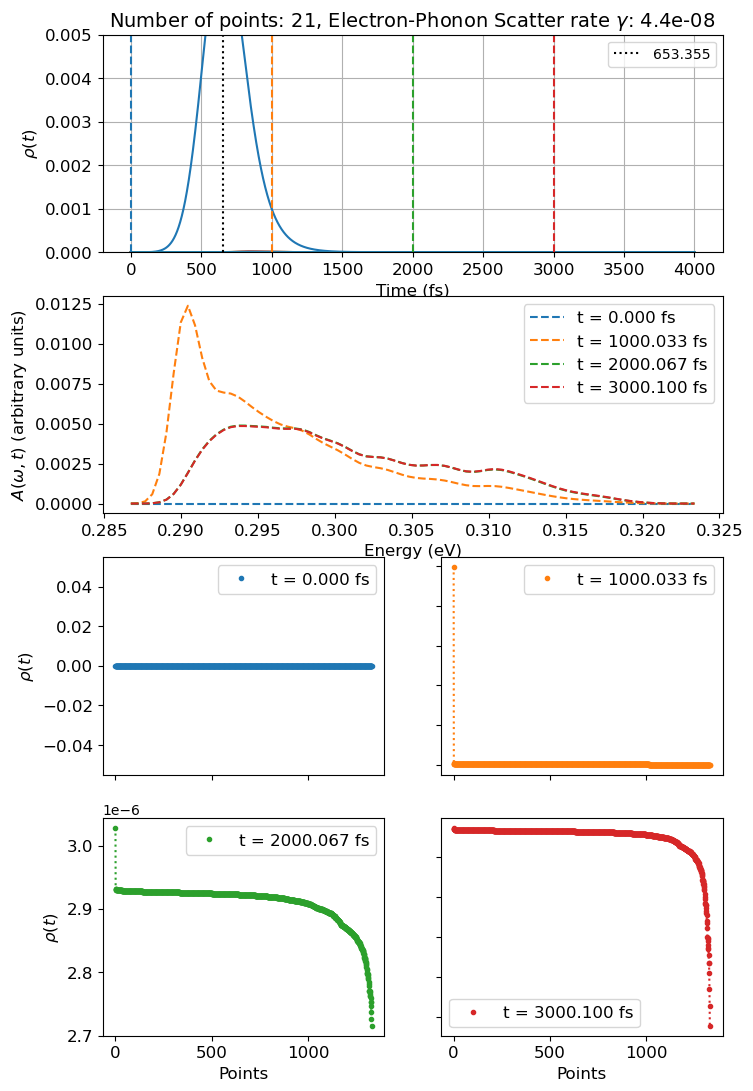 Number of points: 21, Electron-Phonon Scatter rate γ: 4.4e-08
0.005
0.004
0.003
0.002
0.001
0.000
ρ(t)
653.355
0 500 1000 1500 2000 2500 3000 3500 4000
Time (fs)
0.0125
0.0100
0.0075
0.0050
0.0025
0.0000
A(ω, t) (arbitrary units)
t = 0.000 fs
t = 1000.033 fs
t = 2000.067 fs
t = 3000.100 fs
0.285 0.290 0.295 0.300 0.305 0.310 0.315 0.320 0.325
Energy (eV)
0.04
0.02
0.00
−0.02
−0.04
ρ(t)
t = 0.000 fs
t = 1000.033 fs
1e−6
3.0
2.9
2.8
2.7
ρ(t)
t = 2000.067 fs
0 500 1000
Points
t = 3000.100 fs
0 500 1000
Points